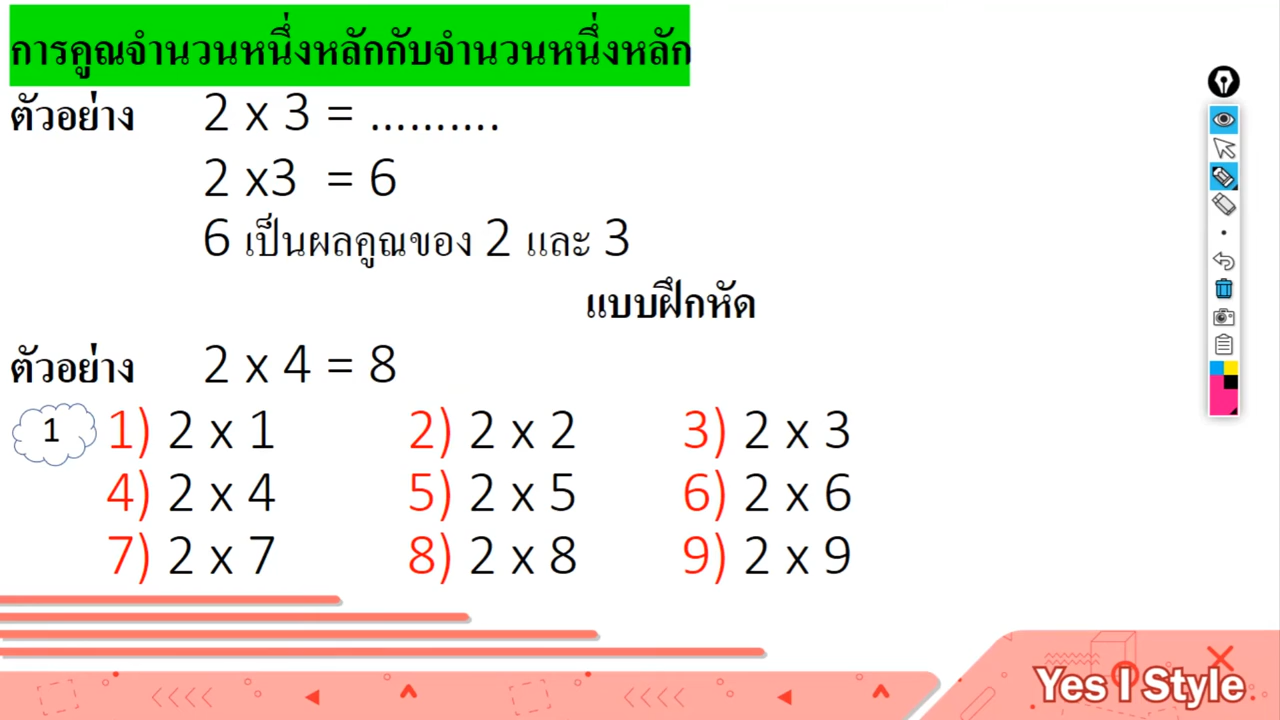 การคูณจำนวนหนึ่งหลักกับจำนวนหนึ่งหลัก
ตัวอย่าง 2 x 3 = ..........
2 x3 = 6
6 เป็นผลคูณของ 2 และ 3
แบบฝึกหัด
ตัวอย่าง 2 x 4 = 8
1 1) 2 x 1 2) 2 x 2 3) 2 x 3
4) 2 x 4 5) 2 x 5 6) 2 x 6
7) 2 x 7 8) 2 x 8 9) 2 x 9
Yes I Style